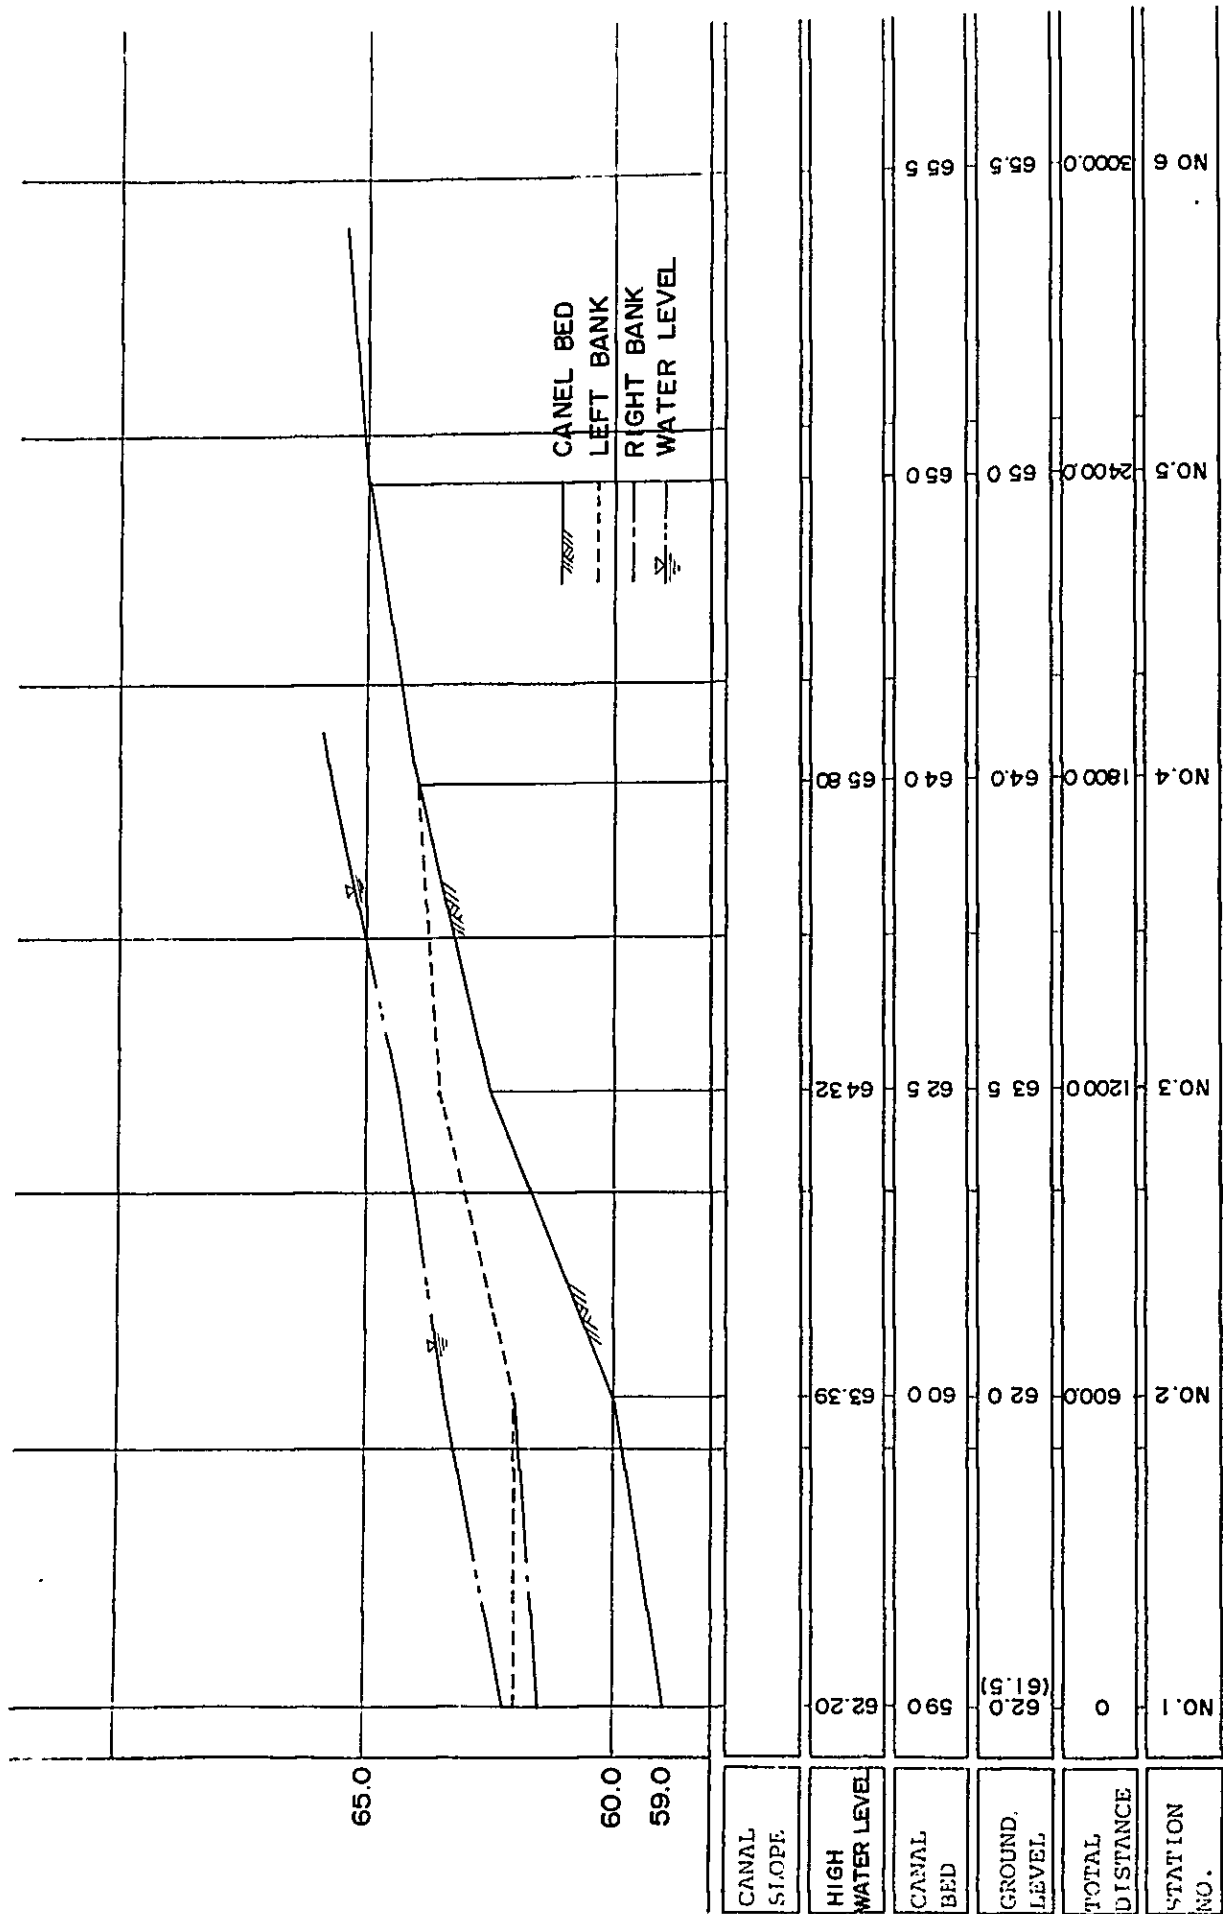 65.0
60.0
59.0
CANEL BED
LEFT BANK
RIGHT BANK
WATER LEVEL
CANAL
SLOPE
HIGH
WATER LEVEL
62.20
63.39
64 32
65 80
CANAL
BED
59 0
60 0
62 5
64 0
65 0
65 5
GROUND.
LEVEL
62.0
(61.5)
62 0
63 5
64.0
65 0
65.5
TOTAL
DISTANCE
0
600.0
1200 0
1800 0
2400.0
3000.0
STATION
NO.
NO.1
NO.2
NO.3
NO.4
NO.5
NO 6